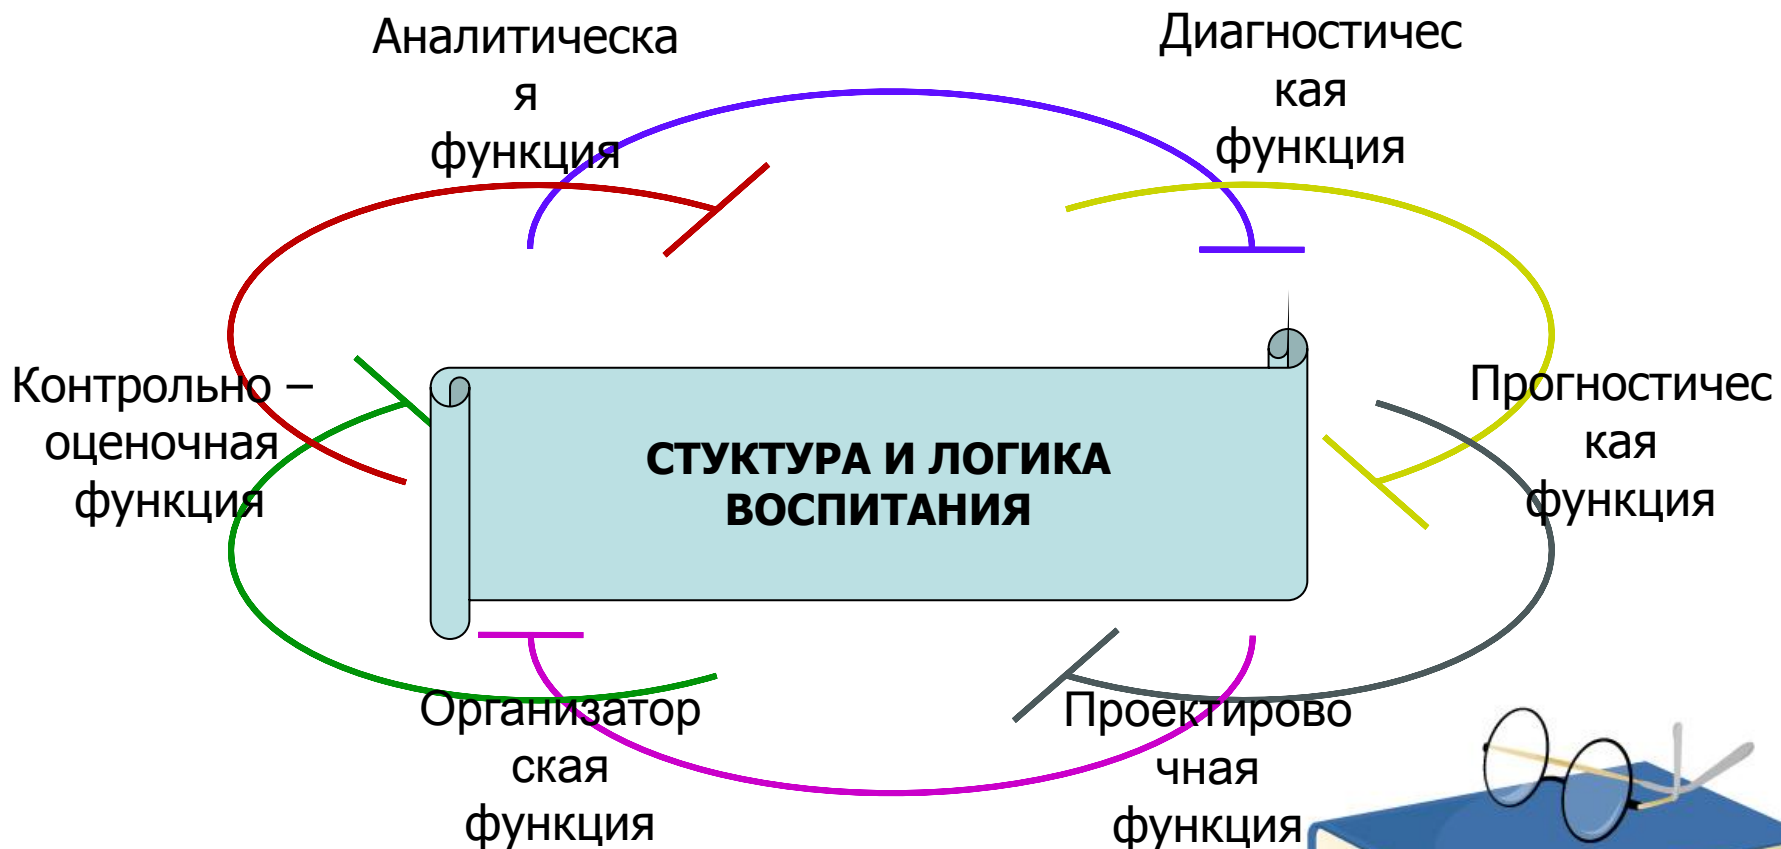 Аналитическа
я
функция
Диагностичес
кая
функция
Контрольно –
оценочная
функция
СТУКТУРА И ЛОГИКА
ВОСПИТАНИЯ
Прогностичес
кая
функция
Организатор
ская
функция
Проектирово
чная
функция